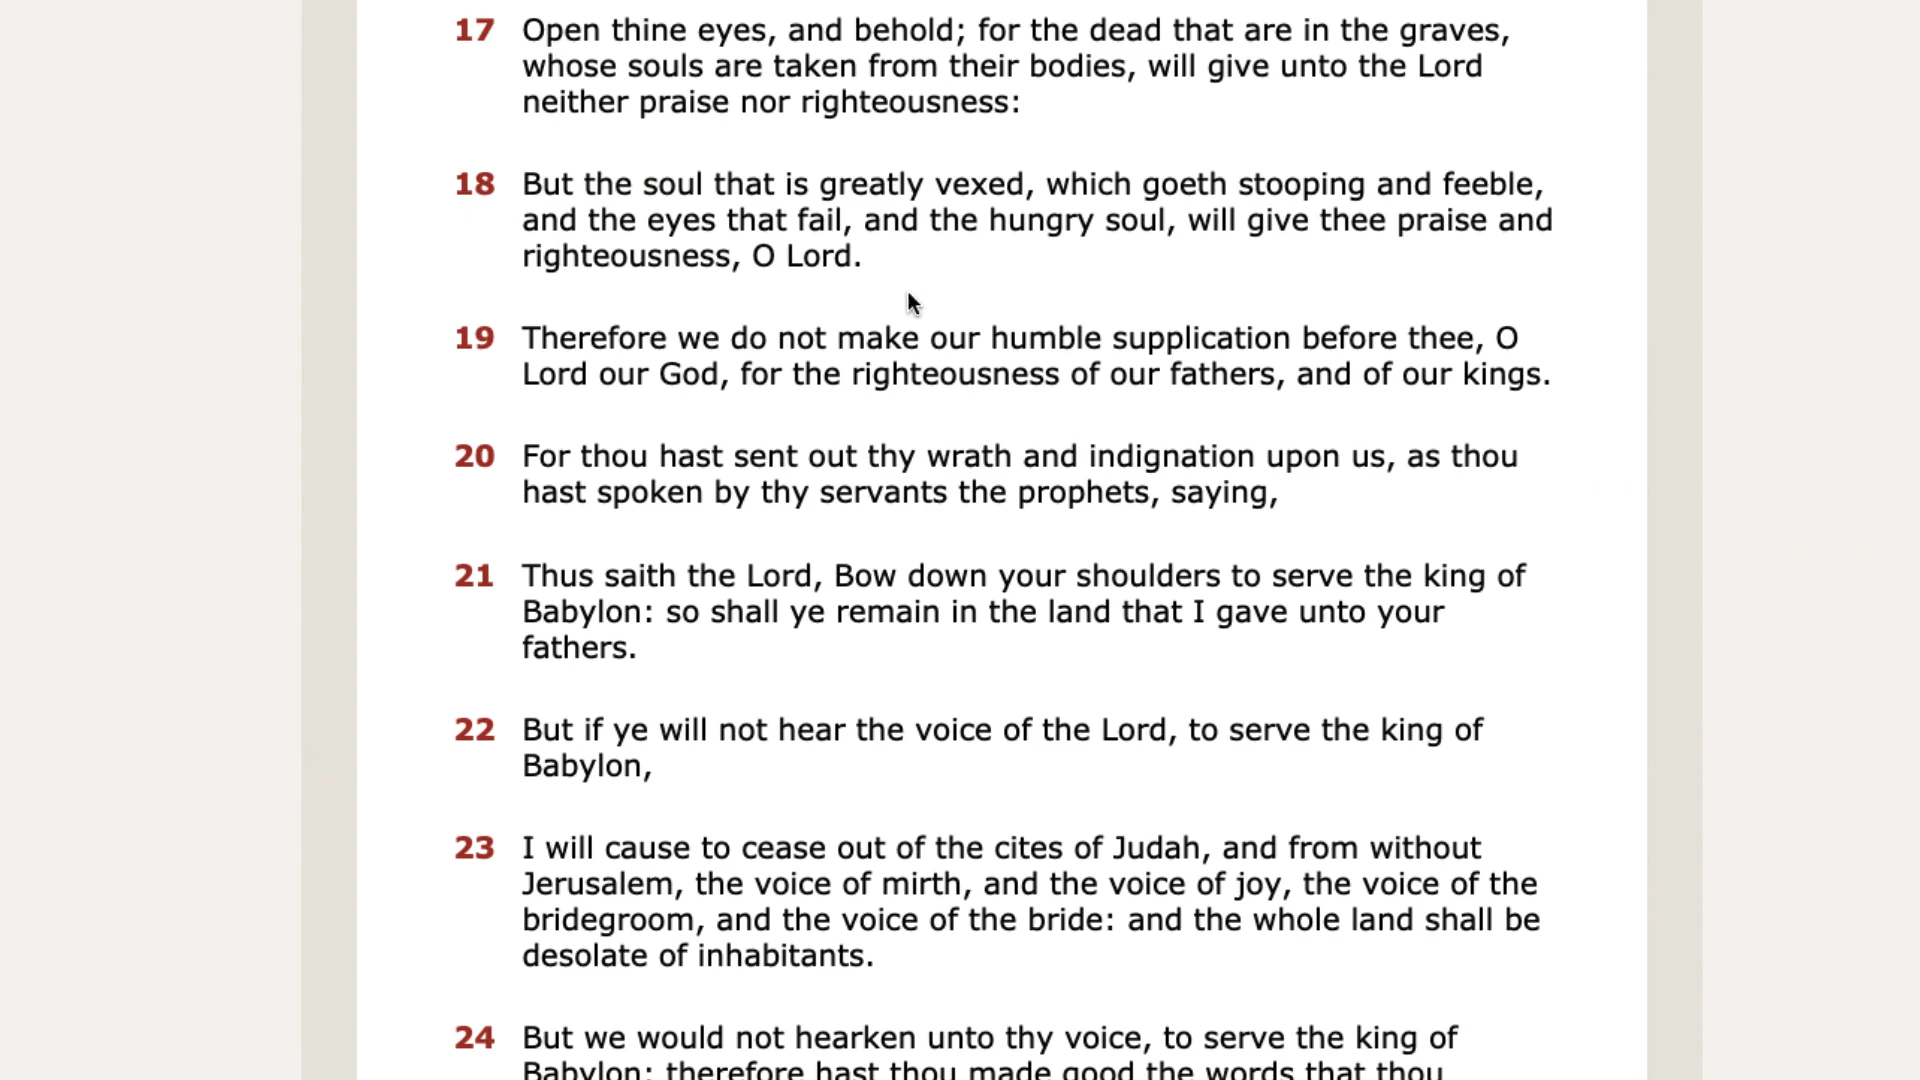 17 Open thine eyes, and behold; for the dead that are in the graves,
whose souls are taken from their bodies, will give unto the Lord
neither praise nor righteousness:
18 But the soul that is greatly vexed, which goeth stooping and feeble,
and the eyes that fail, and the hungry soul, will give thee praise and
righteousness, O Lord.
19 Therefore we do not make our humble supplication before thee, O
Lord our God, for the righteousness of our fathers, and of our kings.
20 For thou hast sent out thy wrath and indignation upon us, as thou
hast spoken by thy servants the prophets, saying,
21 Thus saith the Lord, Bow down your shoulders to serve the king of
Babylon: so shall ye remain in the land that I gave unto your
fathers.
22 But if ye will not hear the voice of the Lord, to serve the king of
Babylon,
23 I will cause to cease out of the cites of Judah, and from without
Jerusalem, the voice of mirth, and the voice of joy, the voice of the
bridegroom, and the voice of the bride: and the whole land shall be
desolate of inhabitants.
24 But we would not hearken unto thy voice, to serve the king of
Babylon: therefore hast thou made good the words that thou